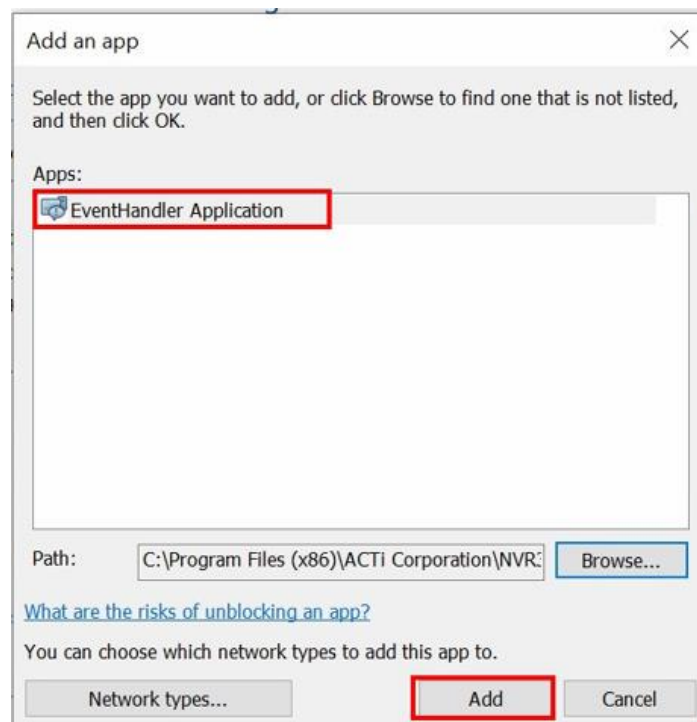 Add an app
Select the app you want to add, or click Browse to find one that is not listed,
and then click OK.
Apps:
EventHandler Application
Path:
C:\Program Files (x86)\ACTi Corporation\NVR3
Browse...
What are the risks of unblocking an app?
You can choose which network types to add this app to.
Network types...
Add
Cancel